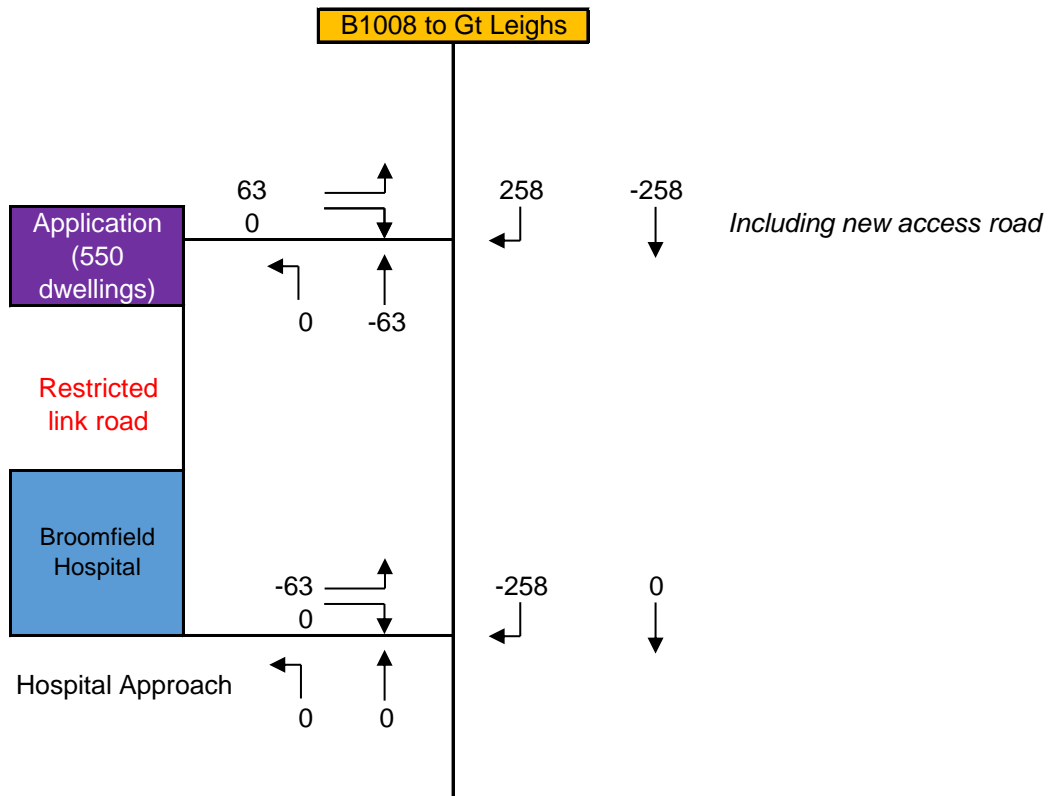 B1008 to Gt Leighs
63
258
-258
0
Including new access road
Application
(550
dwellings)
0
-63
Restricted
link road
Broomfield
Hospital
-63
-258
0
0
Hospital Approach
0
0